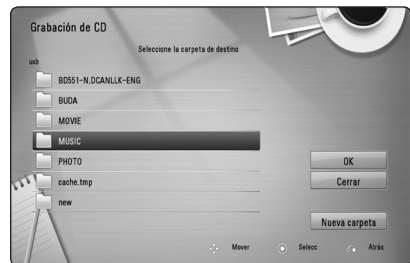 Grabación de CD
Seleccione la carpeta de destino
usb
BD551-N,DCANLLK-ENG
BUDA
MOVIE
MUSIC
PHOTO
cache.tmp
new
OK
Cerrar
Nueva carpeta
Mover Selecc Atrás